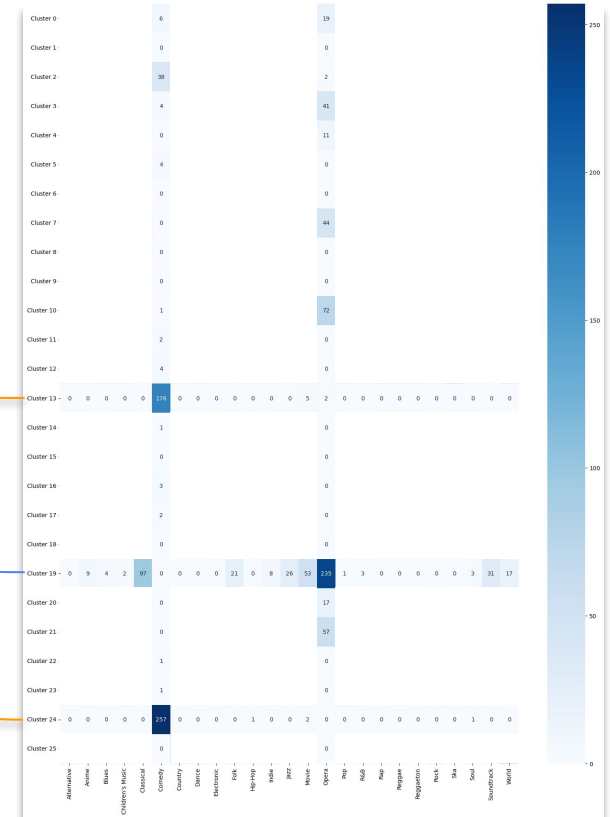 Cluster 0 6 19 250
Cluster 1 0 0
Cluster 2 38 2
Cluster 3 4 41
Cluster 4 0 11
Cluster 5 4 0
200
Cluster 6 0 0
Cluster 7 0 44
Cluster 8 0 0
Cluster 9 0 0
Cluster 10 1 72
150
Cluster 11 2 0
Cluster 12 4 0
Cluster 13 0 0 0 0 0 176 0 0 0 0 0 0 0 5 2 0 0 0 0 0 0 0 0 0 0
Cluster 14 1 0
Cluster 15 0 0
100
Cluster 16 3 0
Cluster 17 2 0
Cluster 18 0 0
Cluster 19 0 9 4 2 97 0 0 0 0 21 0 8 26 53 235 1 3 0 0 0 0 0 3 31 17
Cluster 20 0 17
50
Cluster 21 0 57
Cluster 22 1 0
Cluster 23 1 0
Cluster 24 0 0 0 0 0 257 0 0 0 0 1 0 0 2 0 0 0 0 0 0 0 0 1 0 0
Cluster 25 0 0
0
Alternative
Anime
Blues
Children's Music
Classical
Comedy
Country
Dance
Electronic
Folk
Hip-Hop
Indie
Jazz
Movie
Opera
Pop
R&B
Rap
Reggae
Reggaeton
Rock
Ska
Soul
Soundtrack
World